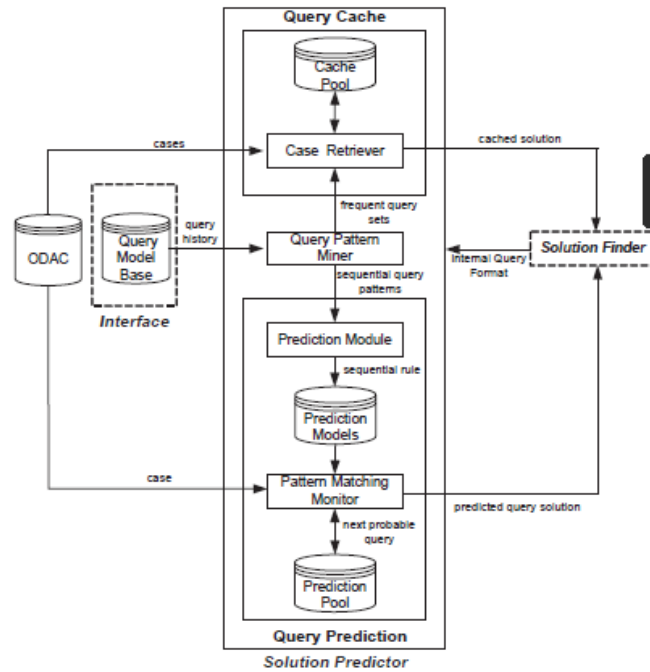 Query Cache
Cache
Pool
cases
Case Retriever
cached solution
frequent query
sets
query
history
ODAC
Query
Model
Base
Query Pattern
Miner
Internal Query
Format
Solution Finder
sequential query
patterns
Interface
Prediction Module
sequential rule
Prediction
Models
case
Pattern Matching
Monitor
predicted query solution
next probable
query
Prediction
Pool
Query Prediction
Solution Predictor